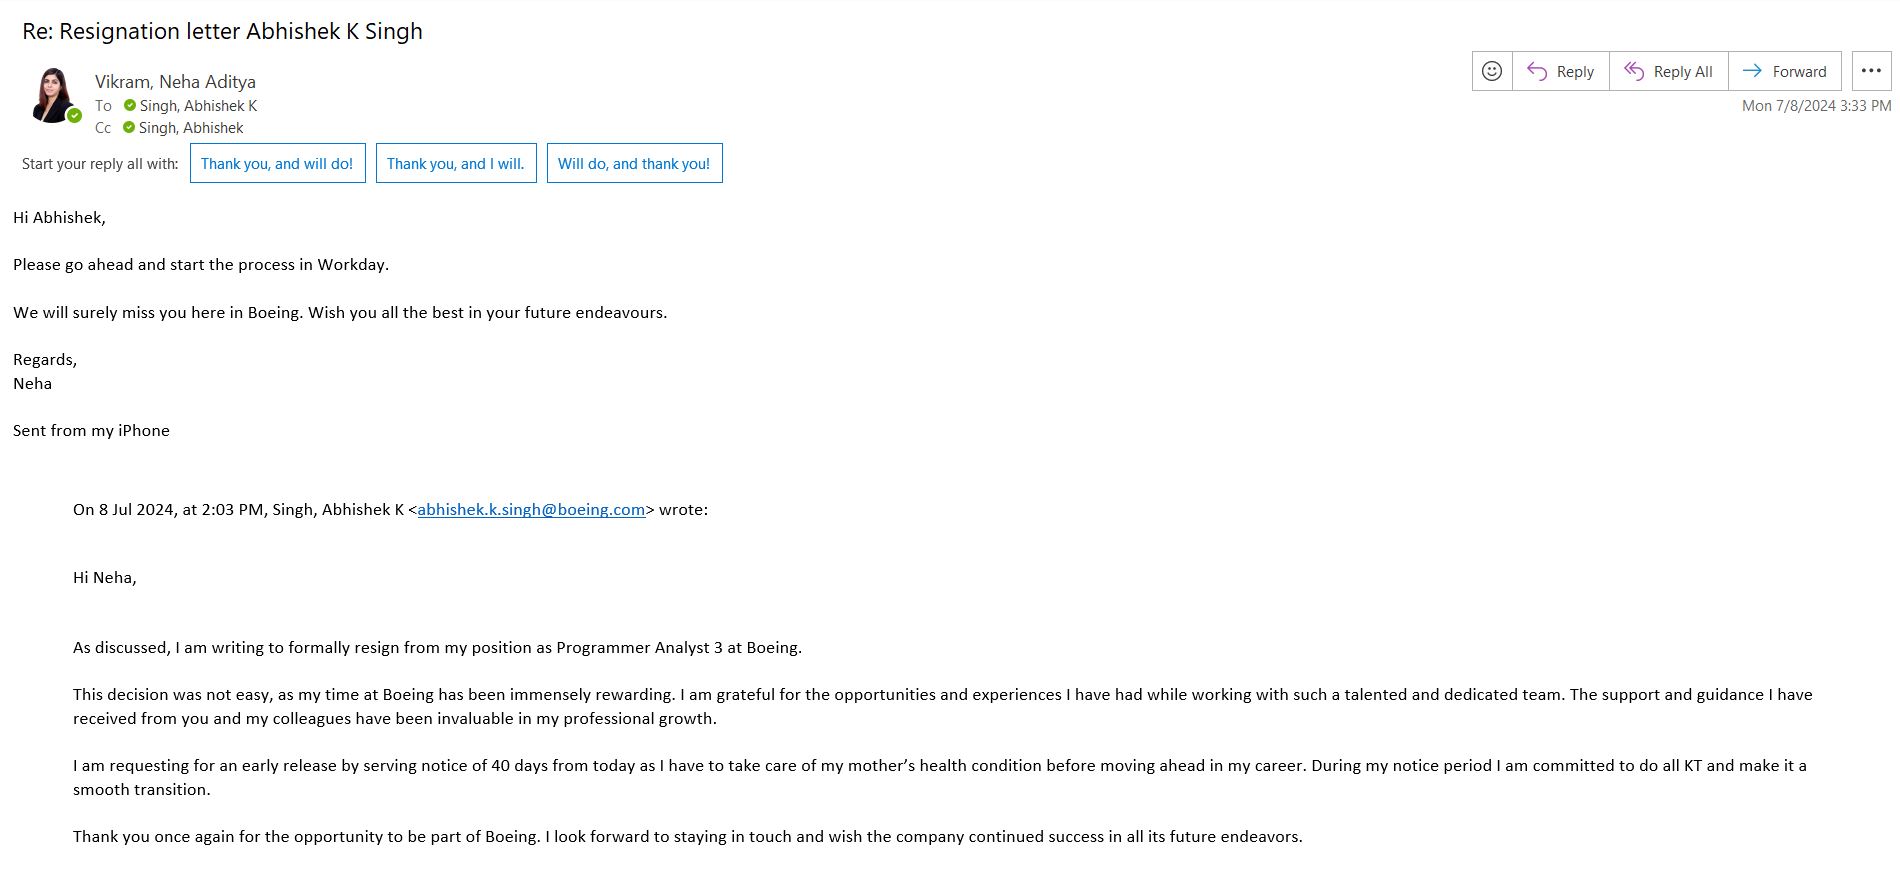 Re: Resignation letter Abhishek K Singh
Vikram, Neha Aditya
To Singh, Abhishek K
Cc Singh, Abhishek
Reply
Reply All
Forward
Mon 7/8/2024 3:33 PM
Start your reply all with: Thank you, and will do! Thank you, and I will. Will do, and thank you!
Hi Abhishek,
Please go ahead and start the process in Workday.
We will surely miss you here in Boeing. Wish you all the best in your future endeavours.
Regards,
Neha
Sent from my iPhone
On 8 Jul 2024, at 2:03 PM, Singh, Abhishek K <abhishek.k.singh@boeing.com> wrote:
Hi Neha,
As discussed, I am writing to formally resign from my position as Programmer Analyst 3 at Boeing.
This decision was not easy, as my time at Boeing has been immensely rewarding. I am grateful for the opportunities and experiences I have had while working with such a talented and dedicated team. The support and guidance I have
received from you and my colleagues have been invaluable in my professional growth.
I am requesting for an early release by serving notice of 40 days from today as I have to take care of my mother’s health condition before moving ahead in my career. During my notice period I am committed to do all KT and make it a
smooth transition.
Thank you once again for the opportunity to be part of Boeing. I look forward to staying in touch and wish the company continued success in all its future endeavors.